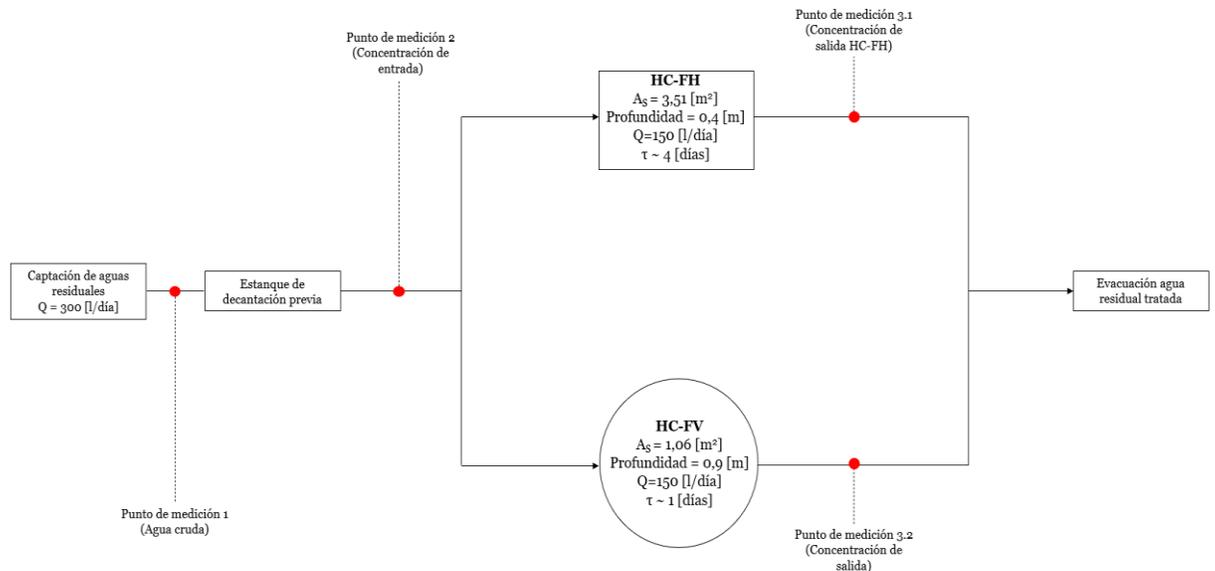 Punto de medición 3.1
(Concentración de
salida HC-FH)
Punto de medición 2
(Concentración de
entrada)
HC-FH
Aₛ = 3,51 [m²]
Profundidad = 0,4 [m]
Q=150 [l/día]
τ ~ 4 [días]
Captación de aguas
residuales
Q = 300 [l/día]
Estanque de
decantación previa
Evacuación agua
residual tratada
HC-FV
Aₛ = 1,06 [m²]
Profundidad = 0,9 [m]
Q=150 [l/día]
τ ~ 1 [días]
Punto de medición 1
(Agua cruda)
Punto de medición 3.2
(Concentración de
salida)